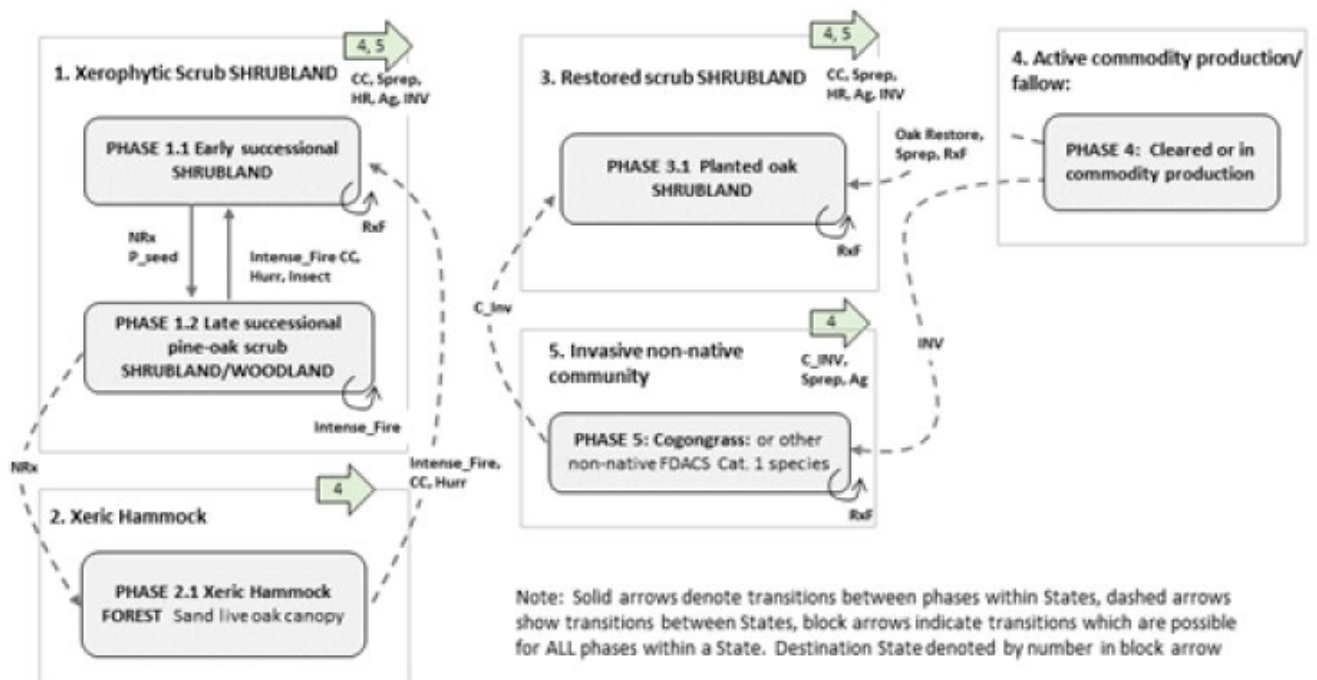 4, 5
1. Xerophytic Scrub SHRUBLAND
CC, Sprep,
HR, Ag, INV
PHASE 1.1 Early successional
SHRUBLAND
RxF
NRx
P_seed
Intense_Fire CC,
Hurr, Insect
PHASE 1.2 Late successional
pine-oak scrub
SHRUBLAND/WOODLAND
Intense_Fire
NRx
Intense_Fire,
CC, Hurr
4
2. Xeric Hammock
PHASE 2.1 Xeric Hammock
FOREST Sand live oak canopy
4, 5
3. Restored scrub SHRUBLAND
CC, Sprep,
HR, Ag, INV
PHASE 3.1 Planted oak
SHRUBLAND
RxF
Oak Restore,
Sprep, RxF
4. Active commodity production/
fallow:
PHASE 4: Cleared or in
commodity production
C_Inv
INV
4
5. Invasive non-native
community
C_INV,
Sprep, Ag
PHASE 5: Cogongrass: or other
non-native FDACS Cat. 1 species
RxF
Note: Solid arrows denote transitions between phases within States, dashed arrows
show transitions between States, block arrows indicate transitions which are possible
for ALL phases within a State. Destination State denoted by number in block arrow